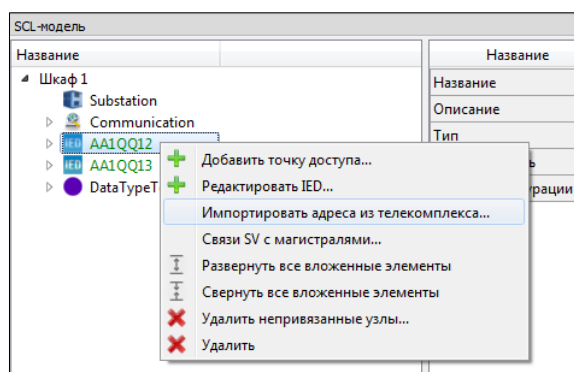 SCL-модель
Название
Название
Шкаф 1
Название
Substation
Описание
Communication
Тип
AA1QQ12
Добавить точку доступа...
AA1QQ13
ь
DataTypeT
Редактировать IED...
урации
Импортировать адреса из телекомплекса...
Связи SV с магистралями...
Развернуть все вложенные элементы
Свернуть все вложенные элементы
Удалить непривязанные узлы...
Удалить